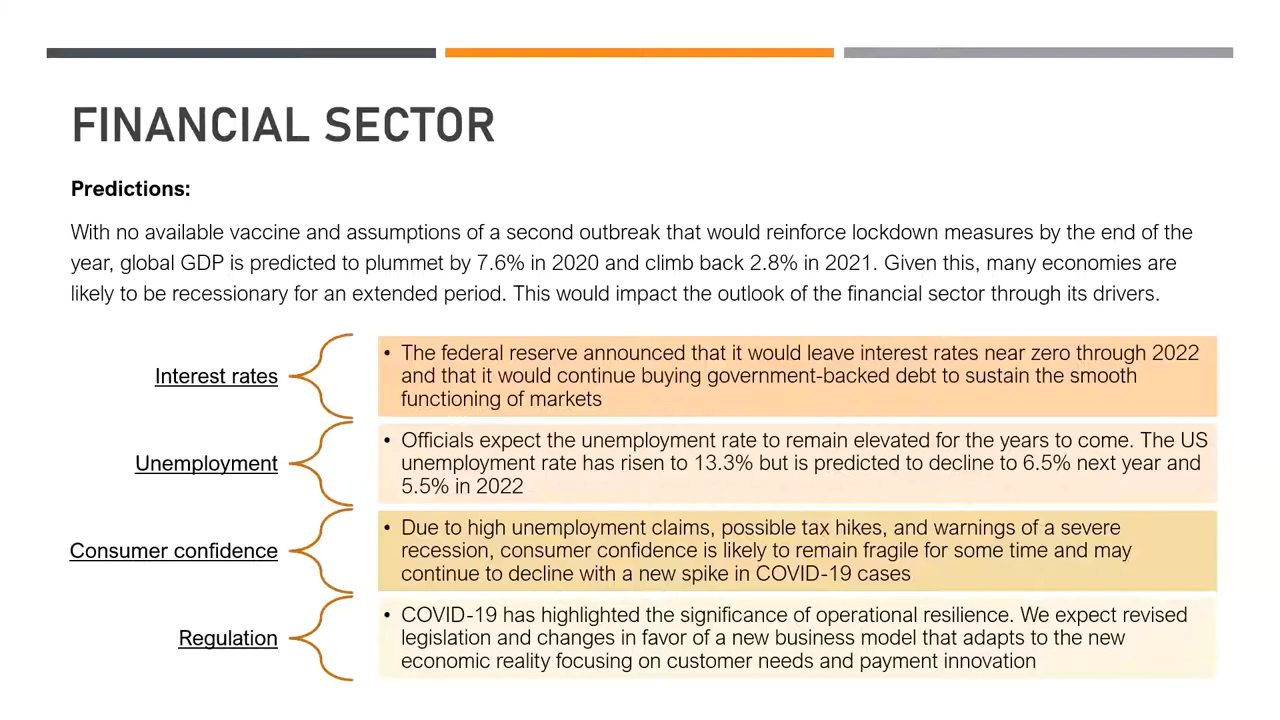 FINANCIAL SECTOR
Predictions:
With no available vaccine and assumptions of a second outbreak that would reinforce lockdown measures by the end of the
year, global GDP is predicted to plummet by 7.6% in 2020 and climb back 2.8% in 2021. Given this, many economies are
likely to be recessionary for an extended period. This would impact the outlook of the financial sector through its drivers.
Interest rates
• The federal reserve announced that it would leave interest rates near zero through 2022
and that it would continue buying government-backed debt to sustain the smooth
functioning of markets
Unemployment
• Officials expect the unemployment rate to remain elevated for the years to come. The US
unemployment rate has risen to 13.3% but is predicted to decline to 6.5% next year and
5.5% in 2022
Consumer confidence
• Due to high unemployment claims, possible tax hikes, and warnings of a severe
recession, consumer confidence is likely to remain fragile for some time and may
continue to decline with a new spike in COVID-19 cases
Regulation
• COVID-19 has highlighted the significance of operational resilience. We expect revised
legislation and changes in favor of a new business model that adapts to the new
economic reality focusing on customer needs and payment innovation